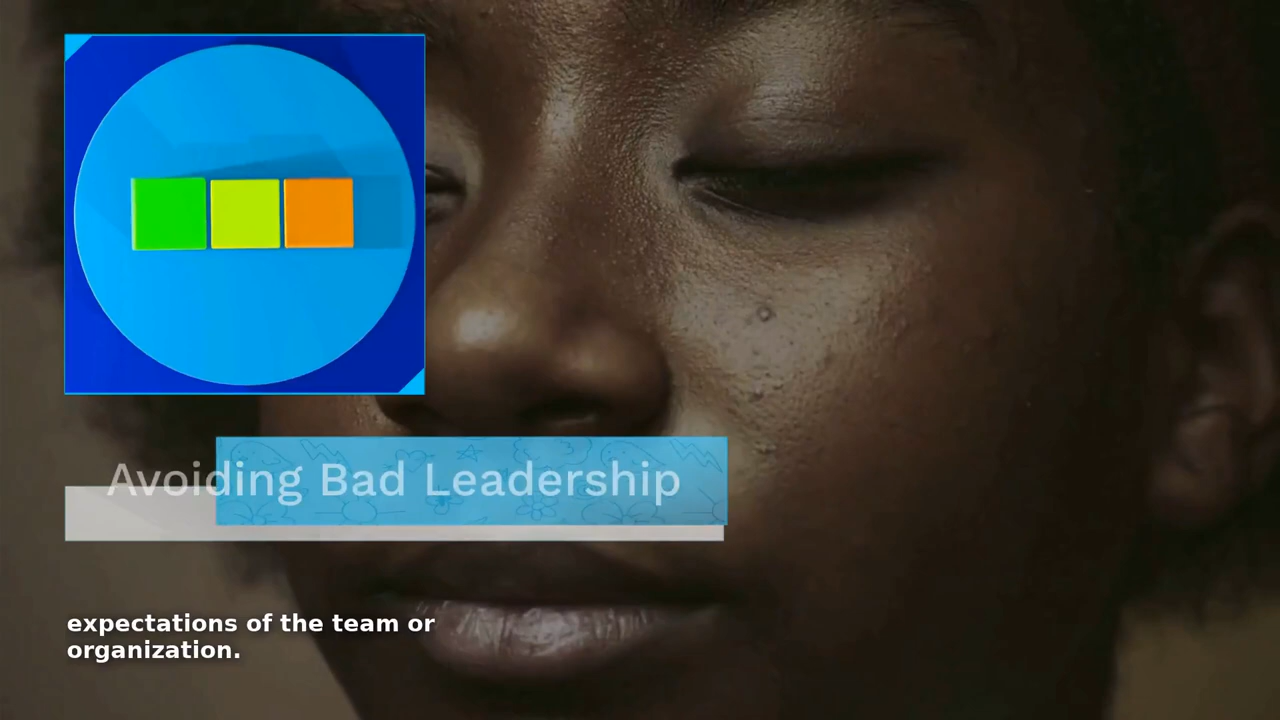 Avoiding Bad Leadership
expectations of the team or
organization.